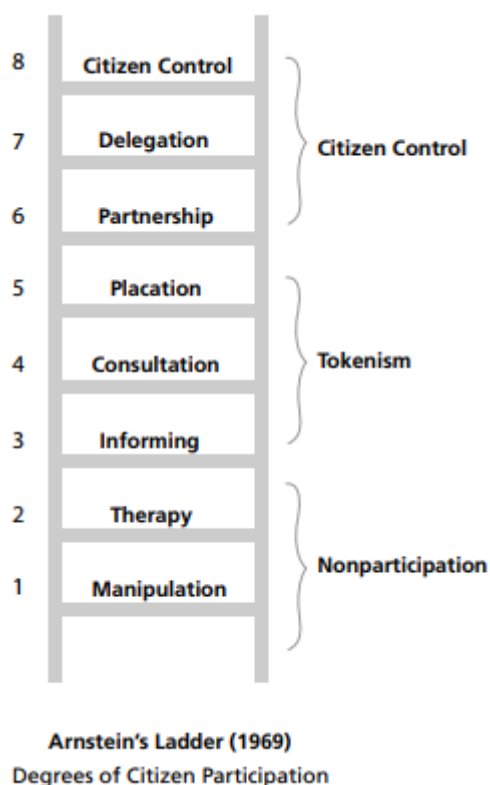 8 Citizen Control
7 Delegation
Citizen Control
6 Partnership
5 Placation
4 Consultation
Tokenism
3 Informing
2 Therapy
Nonparticipation
1 Manipulation
Arnstein's Ladder (1969)
Degrees of Citizen Participation